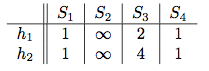 S₁ S₂ S₃ S₄
h₁ 1 ∞ 2 1
h₂ 1 ∞ 4 1